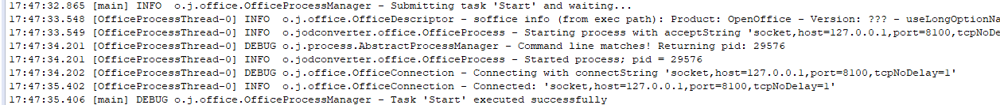 17:47:32.865 [main] INFO  o.j.office.OfficeProcessManager - Submitting task 'Start' and waiting...
17:47:33.548 [OfficeProcessThread-0] INFO  o.j.office.OfficeDescriptor - soffice info (from exec path): Product: OpenOffice - Version: ??? - useLongOptionNa
17:47:33.549 [OfficeProcessThread-0] INFO  o.jodconverter.office.OfficeProcess - Starting process with acceptString 'socket,host=127.0.0.1,port=8100,tcpNoDe
17:47:34.201 [OfficeProcessThread-0] DEBUG o.j.process.AbstractProcessManager - Command line matches! Returning pid: 29576
17:47:34.201 [OfficeProcessThread-0] INFO  o.jodconverter.office.OfficeProcess - Started process; pid = 29576
17:47:34.202 [OfficeProcessThread-0] DEBUG o.j.office.OfficeConnection - Connecting with connectString 'socket,host=127.0.0.1,port=8100,tcpNoDelay=1'
17:47:35.402 [OfficeProcessThread-0] INFO  o.j.office.OfficeConnection - Connected: 'socket,host=127.0.0.1,port=8100,tcpNoDelay=1'
17:47:35.406 [main] DEBUG o.j.office.OfficeProcessManager - Task 'Start' executed successfully